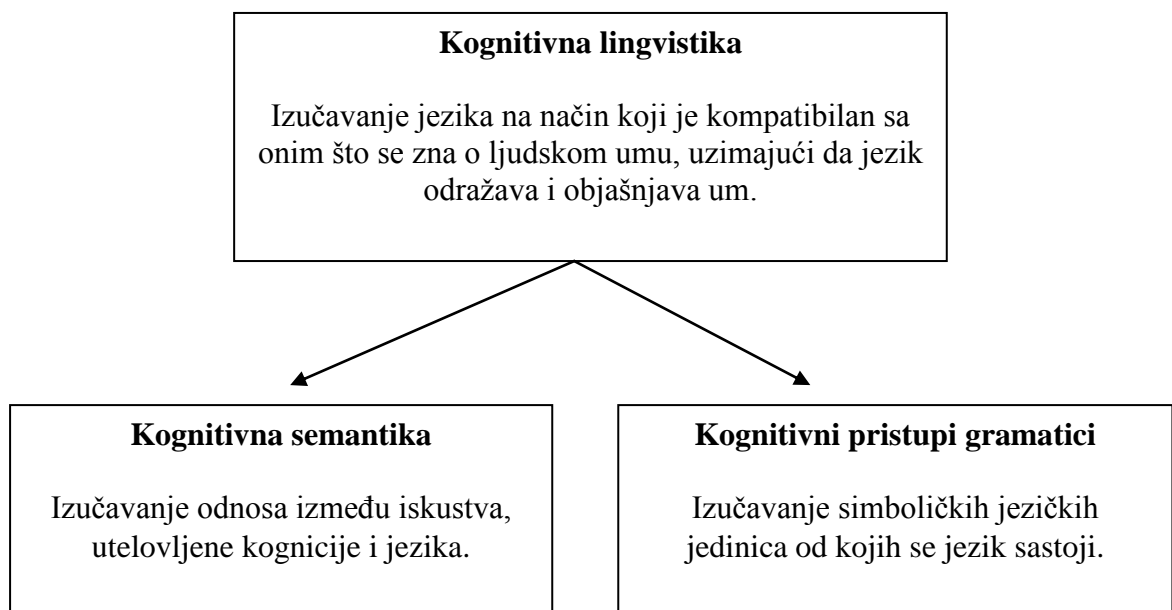 Kognitivna lingvistika
Izučavanje jezika na način koji je kompatibilan sa
onim što se zna o ljudskom umu, uzimajući da jezik
odražava i objašnjava um.
Kognitivna semantika
Izučavanje odnosa između iskustva,
utelovljene kognicije i jezika.
Kognitivni pristupi gramatici
Izučavanje simboličkih jezičkih
jedinica od kojih se jezik sastoji.